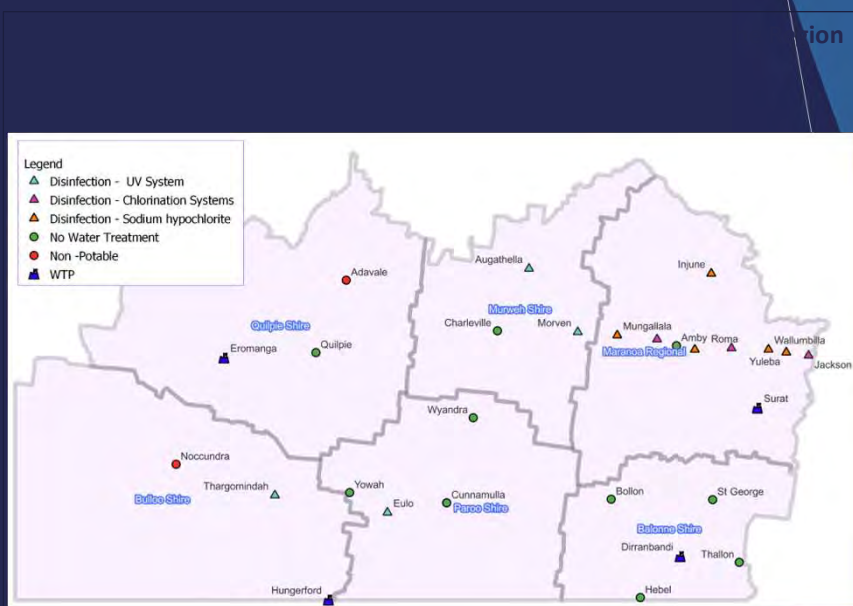 Legend
Disinfection - UV System
Disinfection - Chlorination Systems
Disinfection - Sodium hypochlorite
No Water Treatment
Non -Potable
WTP
Augathella
Injune
Adavale
Quilpie Shire
Murweh Shire
Charleville
Morven
Mungallala
Amby
Roma
Wallumbilla
Maranoa Regional
Quilpie
Eromanga
Yuleba
Jackson
Surat
Wyandra
Noccundra
Thargomindah
Bulloo Shire
Yowah
Eulo
Cunnamulla
Paroo Shire
Bollon
St George
Balonne Shire
Dirranbandi
Thallon
Hungerford
Hebel